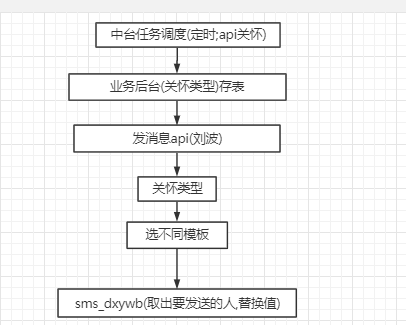 中台任务调度(定时;api关怀)
业务后台(关怀类型)存表
发消息api(刘波)
关怀类型
选不同模板
sms_dxywb(取出要发送的人,替换值)